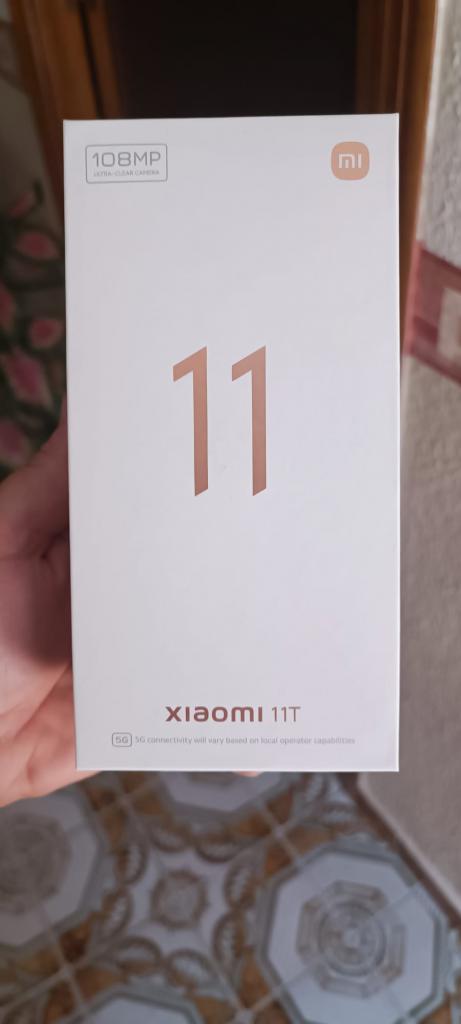 108MP
ULTRA-CLEAR CAMERA
mi
11
xiaomi 11T
5G 5G connectivity will vary based on local operator capabilities